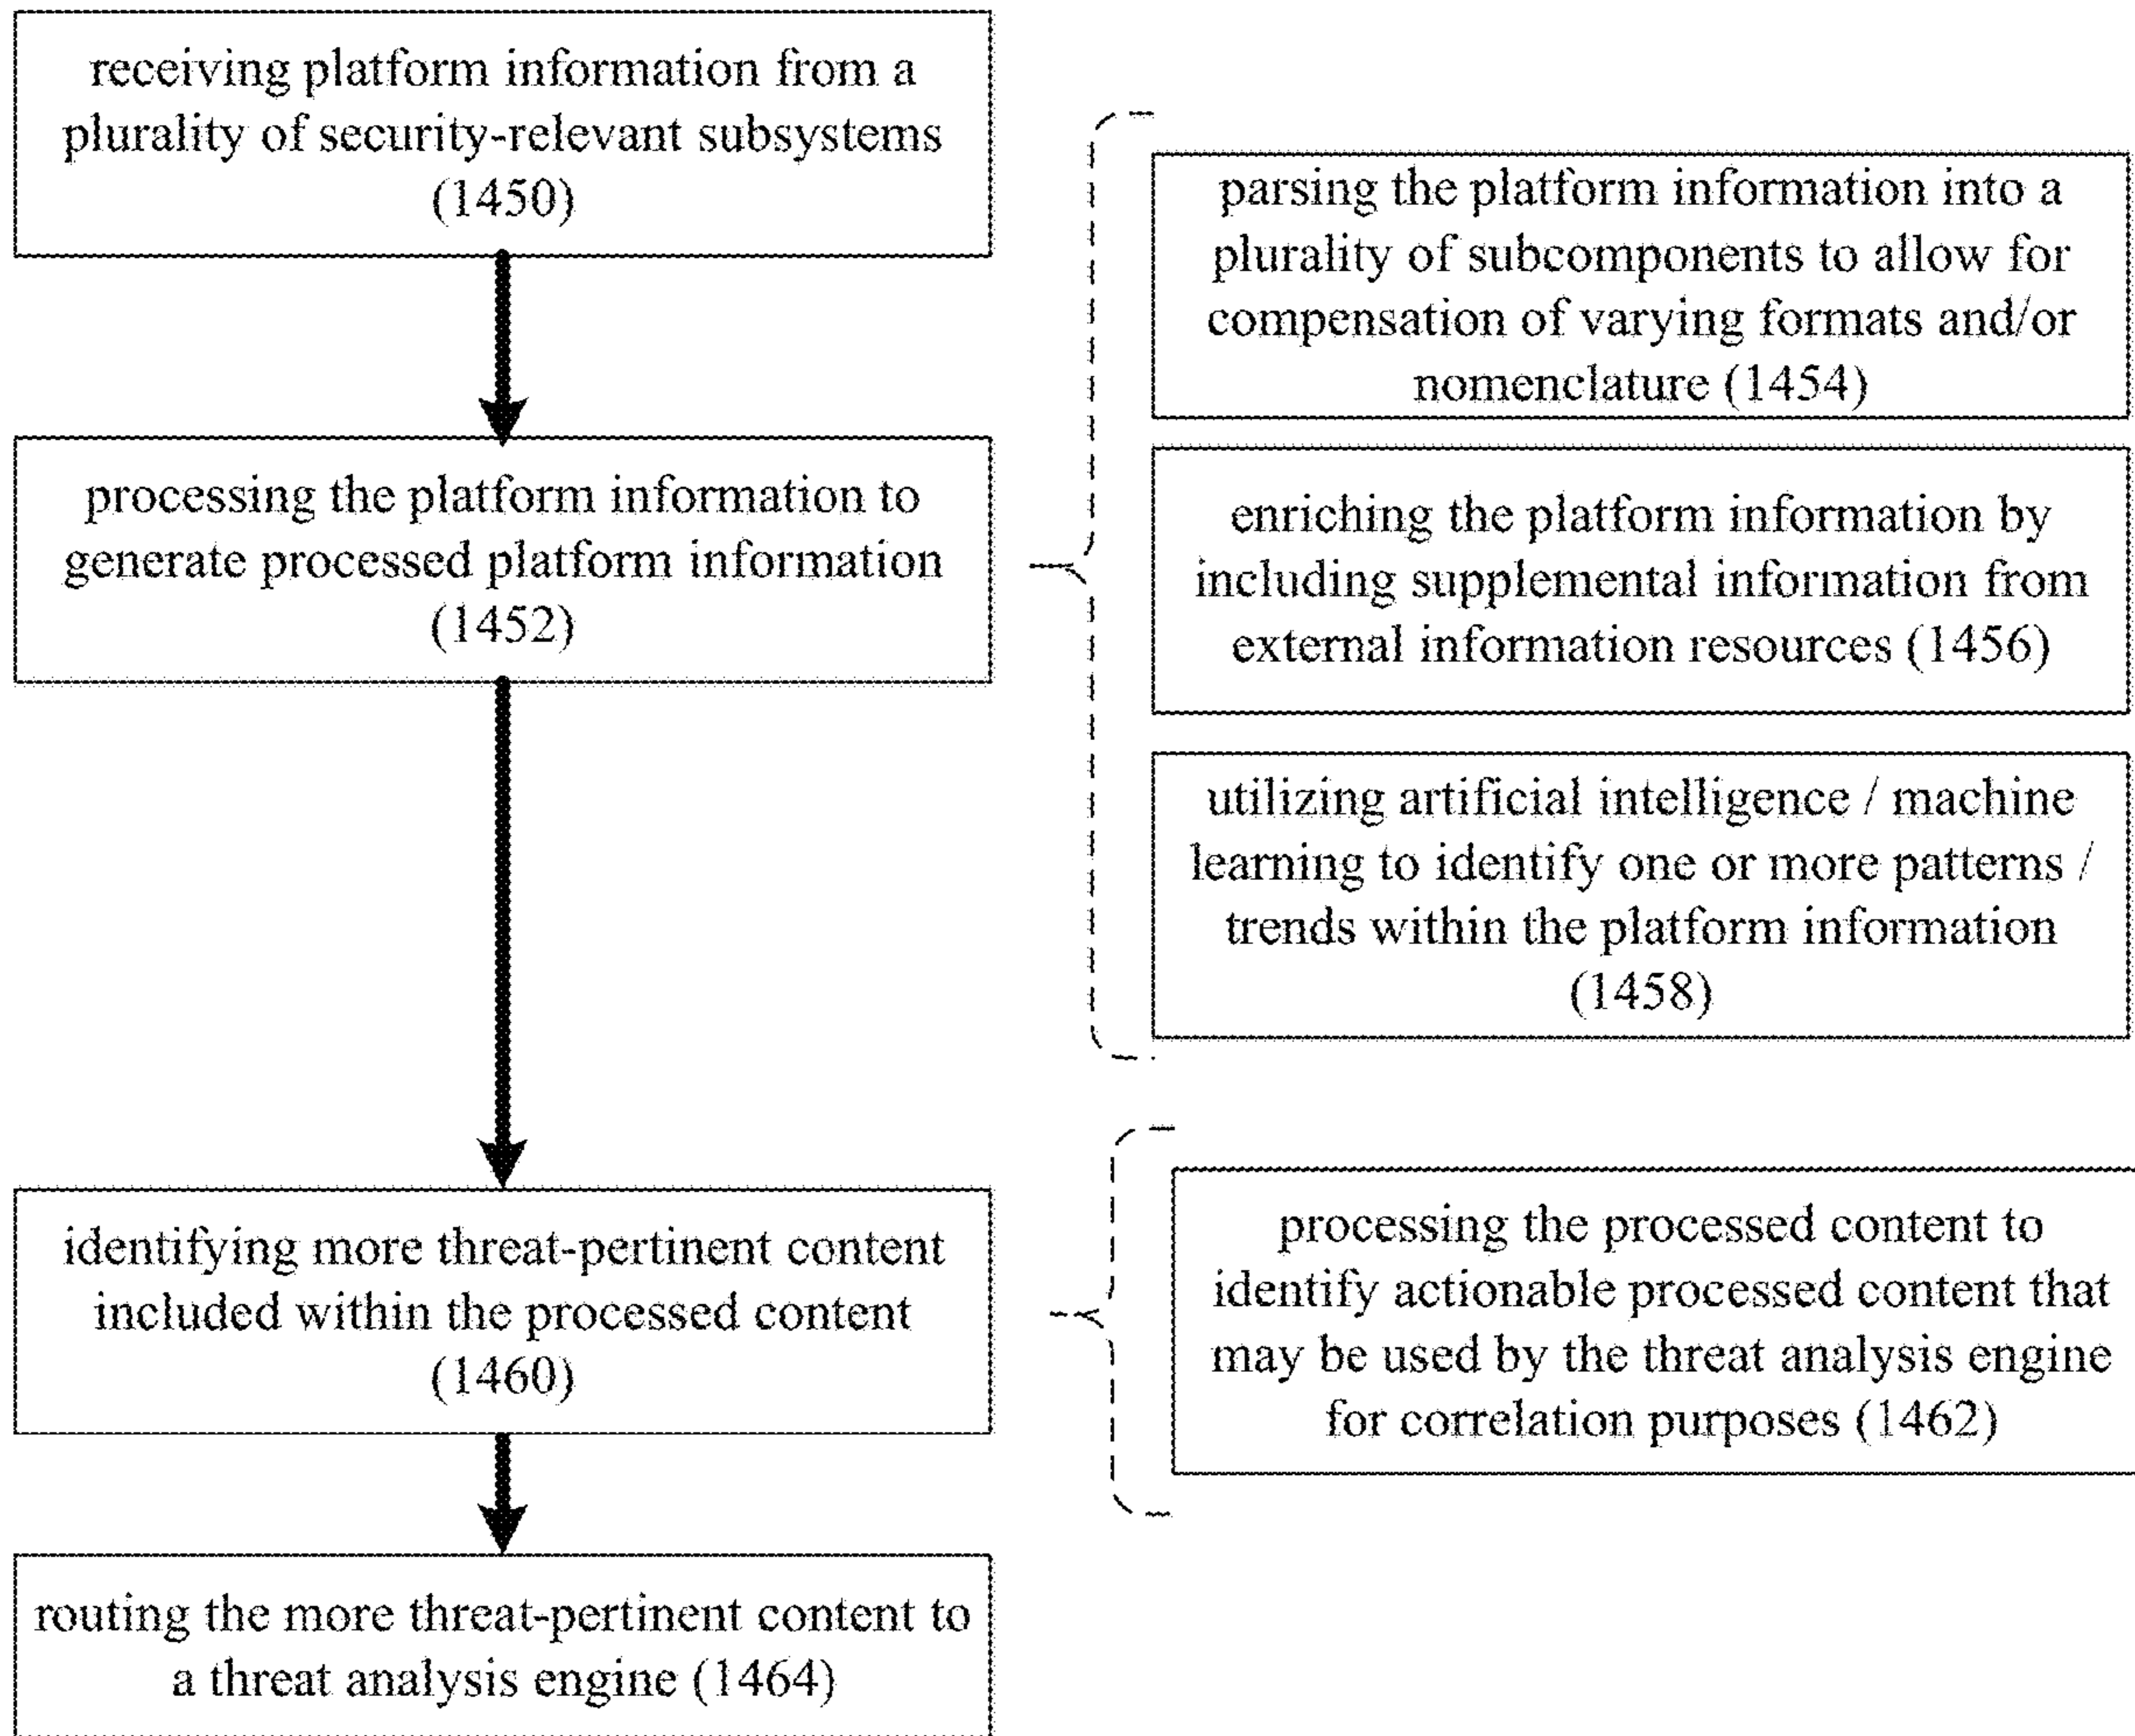 receiving platform information from a
plurality of security-relevant subsystems
(1450)
processing the platform information to
generate processed platform information
(1452)
parsing the platform information into a
plurality of subcomponents to allow for
compensation of varying formats and/or
nomenclature (1454)
enriching the platform information by
including supplemental information from
external information resources (1456)
utilizing artificial intelligence / machine
learning to identify one or more patterns /
trends within the platform information
(1458)
identifying more threat-pertinent content
included within the processed content
(1460)
processing the processed content to
identify actionable processed content that
may be used by the threat analysis engine
for correlation purposes (1462)
routing the more threat-pertinent content to
a threat analysis engine (1464)